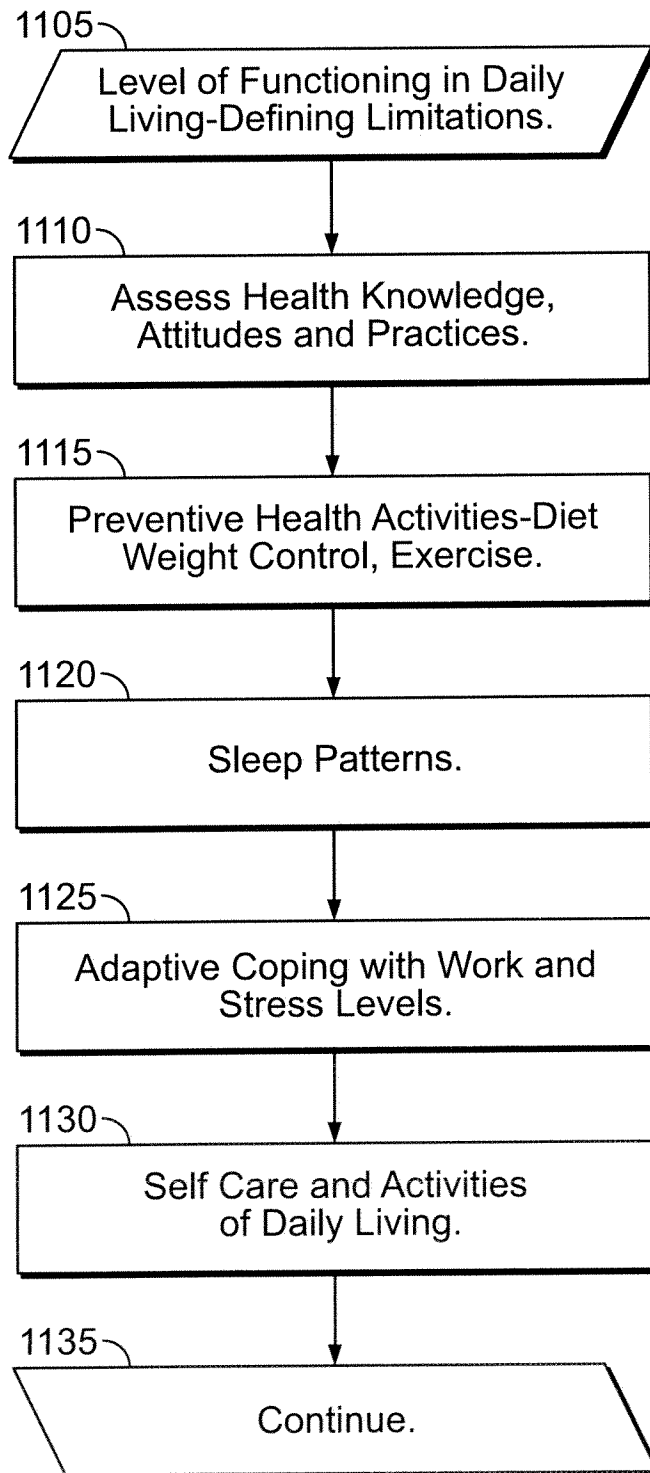 1105
Level of Functioning in Daily
Living-Defining Limitations.
1110
Assess Health Knowledge,
Attitudes and Practices.
1115
Preventive Health Activities-Diet
Weight Control, Exercise.
1120
Sleep Patterns.
1125
Adaptive Coping with Work and
Stress Levels.
1130
Self Care and Activities
of Daily Living.
1135
Continue.